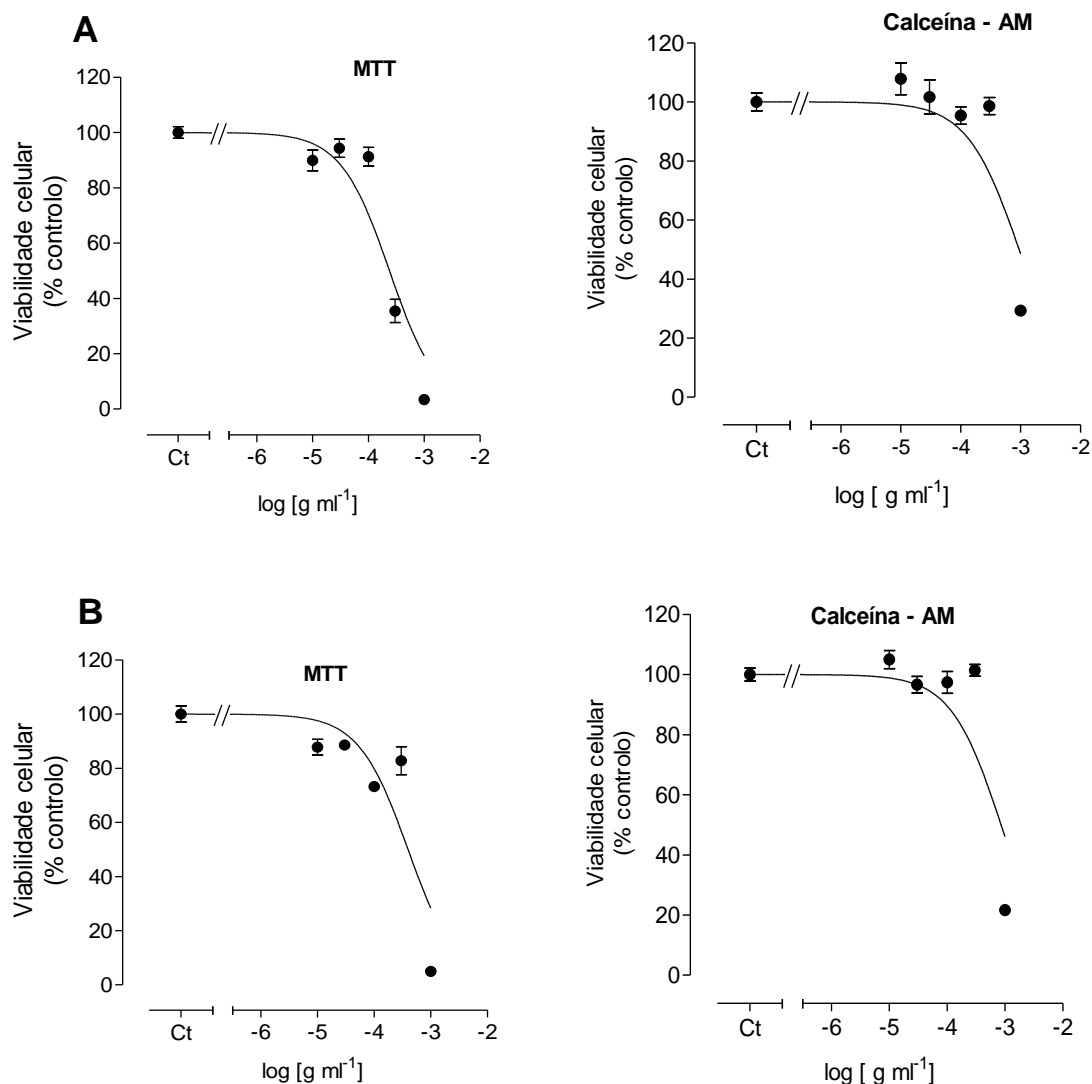 A
MTT
120
100
80
60
40
20
0
Viabilidade celular
(% controlo)
Ct
-6 -5 -4 -3 -2
log [g ml⁻¹]
Calceína - AM
120
100
80
60
40
20
0
Viabilidade celular
(% controlo)
Ct
-6 -5 -4 -3 -2
log [ g ml⁻¹]
B
MTT
120
100
80
60
40
20
0
Viabilidade celular
(% controlo)
Ct
-6 -5 -4 -3 -2
log [g ml⁻¹]
Calceína - AM
120
100
80
60
40
20
0
Viabilidade celular
(% controlo)
Ct
-6 -5 -4 -3 -2
log [ g ml⁻¹]